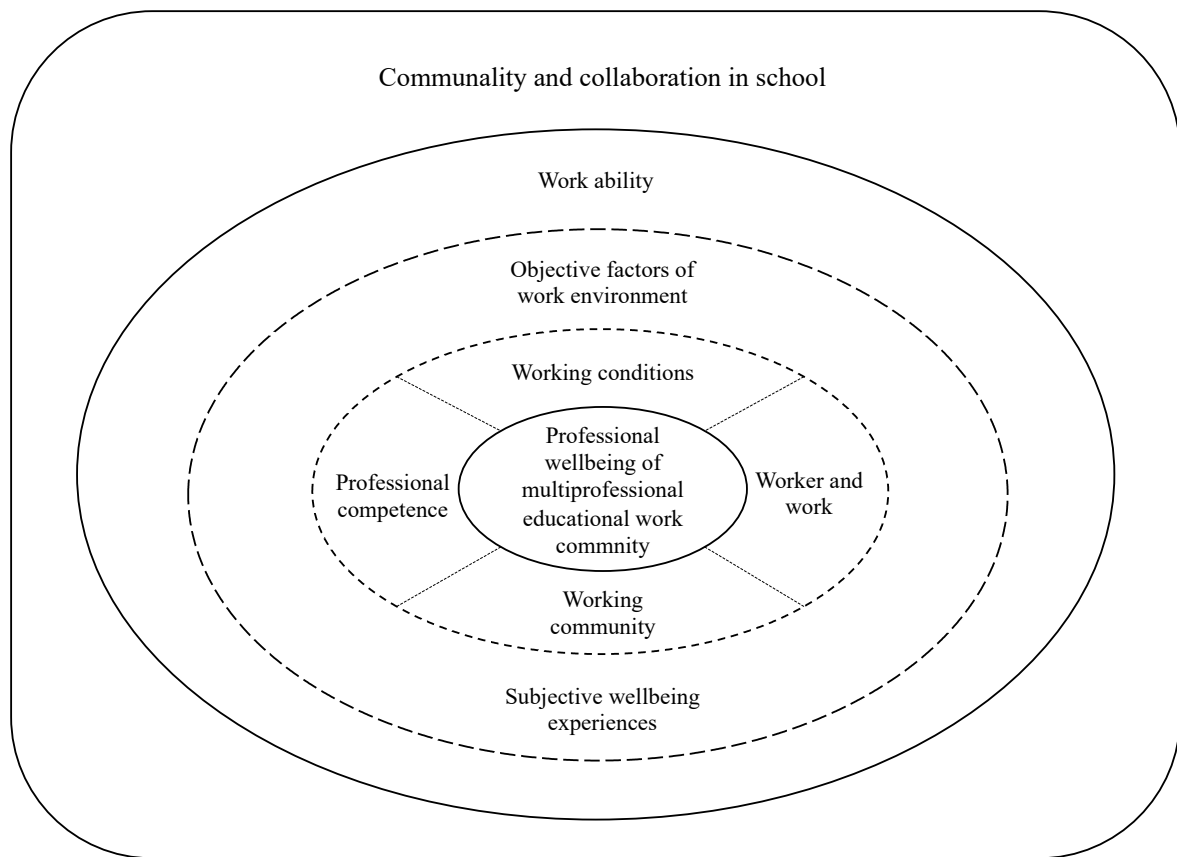 Communality and collaboration in school
Work ability
Objective factors of
work environment
Working conditions
Professional
wellbeing of
multiprofessional
educational work
commnity
Professional
competence
Worker and
work
Working
community
Subjective wellbeing
experiences